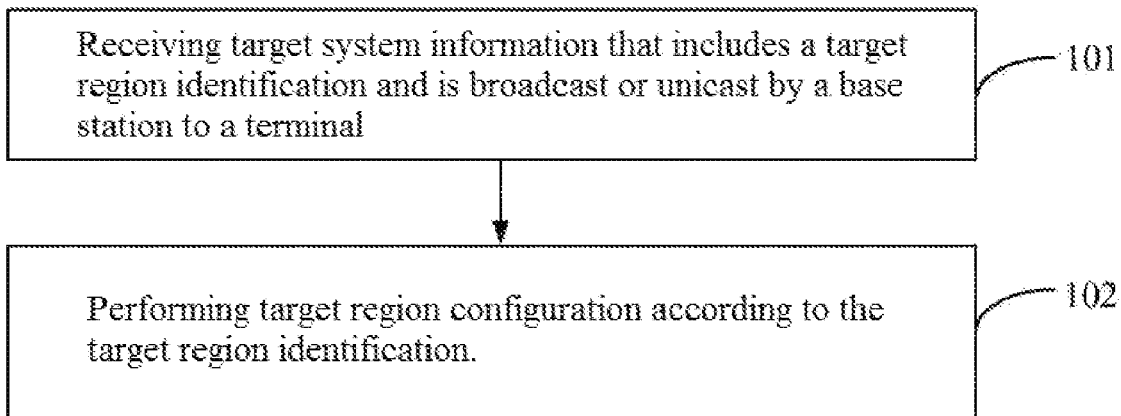 Receiving target system information that includes a target
region identification and is broadcast or unicast by a base
station to a terminal
101
Performing target region configuration according to the
target region identification.
102